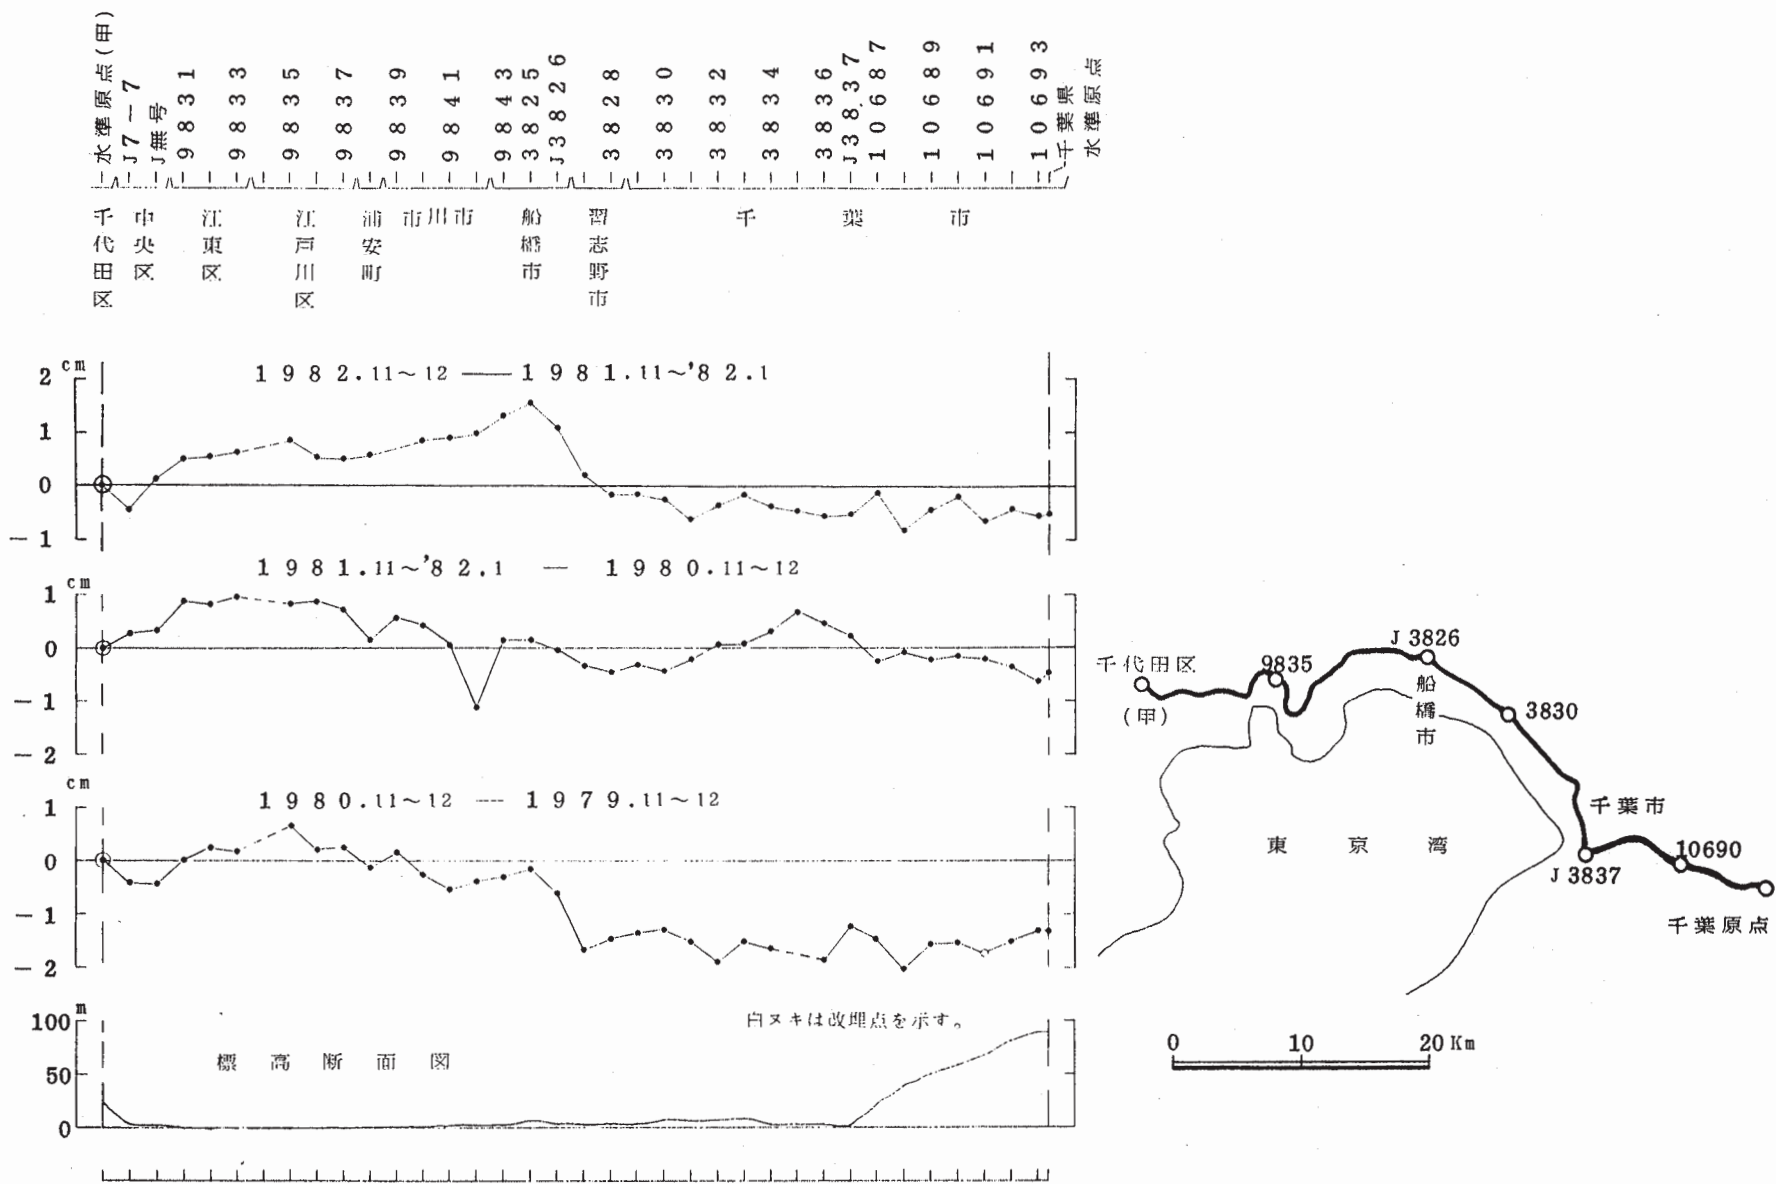 水準原点(甲)
J7～7
J無号
9831
9833
9835
9837
9839
9841
9843
3825
J3826
3828
3830
3832
3834
3836
J3837
10687
10689
10691
10693
千葉県
水準原点
千代田区
中央区
江東区
江戸川区
浦安町
市川市
船橋市
習志野市
千葉市
cm
1982.11～12 — 1981.11～'82.1
2
1
0
-1
cm
1981.11～'82.1 — 1980.11～12
1
0
-1
-2
cm
1980.11～12 — 1979.11～12
1
0
-1
-2
m
100
50
0
白ヌキは改埋点を示す。
標高断面図
千代田区
(甲)
9835
J 3826
船橋市
3830
千葉市
東京湾
J 3837
10690
千葉原点
0 10 20 Km